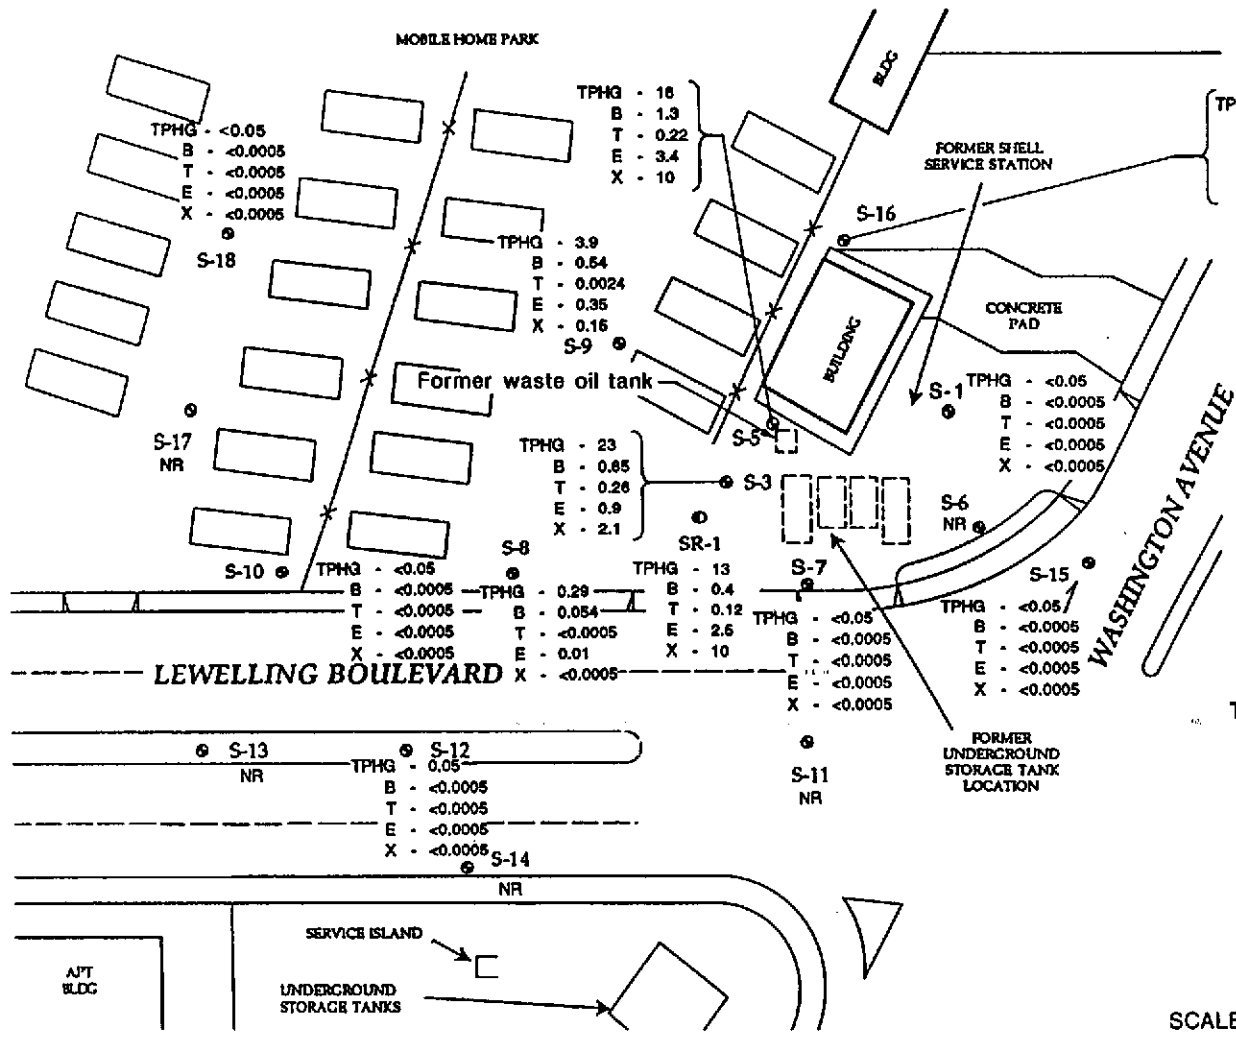 MOBILE HOME PARK
BLDG
TPHG - 18
B - 1.3
T - 0.22
E - 3.4
X - 10
TP
FORMER SHELL
SERVICE STATION
TPHG - <0.05
B - <0.0005
T - <0.0005
E - <0.0005
X - <0.0005
S-18
S-16
TPHG - 3.9
B - 0.54
T - 0.0024
E - 0.35
X - 0.16
S-9
CONCRETE
PAD
BUILDING
Former waste oil tank
S-1
TPHG - <0.05
B - <0.0005
T - <0.0005
E - <0.0005
X - <0.0005
S-17
NR
S-5
TPHG - 23
B - 0.65
T - 0.26
E - 0.9
X - 2.1
S-3
S-6
NR
WASHINGTON AVENUE
SR-1
S-8
S-10
TPHG - <0.05
B - <0.0005
T - <0.0005
E - <0.0005
X - <0.0005
TPHG - 0.29
B - 0.054
T - <0.0005
E - 0.01
X - <0.0005
TPHG - 13
B - 0.4
T - 0.12
E - 2.5
X - 10
S-7
TPHG - <0.05
B - <0.0005
T - <0.0005
E - <0.0005
X - <0.0005
S-15
TPHG - <0.05
B - <0.0005
T - <0.0005
E - <0.0005
X - <0.0005
LEWELLING BOULEVARD
T
S-13
NR
S-12
TPHG - 0.05
B - <0.0005
T - <0.0005
E - <0.0005
X - <0.0005
S-11
NR
FORMER
UNDERGROUND
STORAGE TANK
LOCATION
S-14
NR
SERVICE ISLAND
APT
BLDG
UNDERGROUND
STORAGE TANKS
SCALE